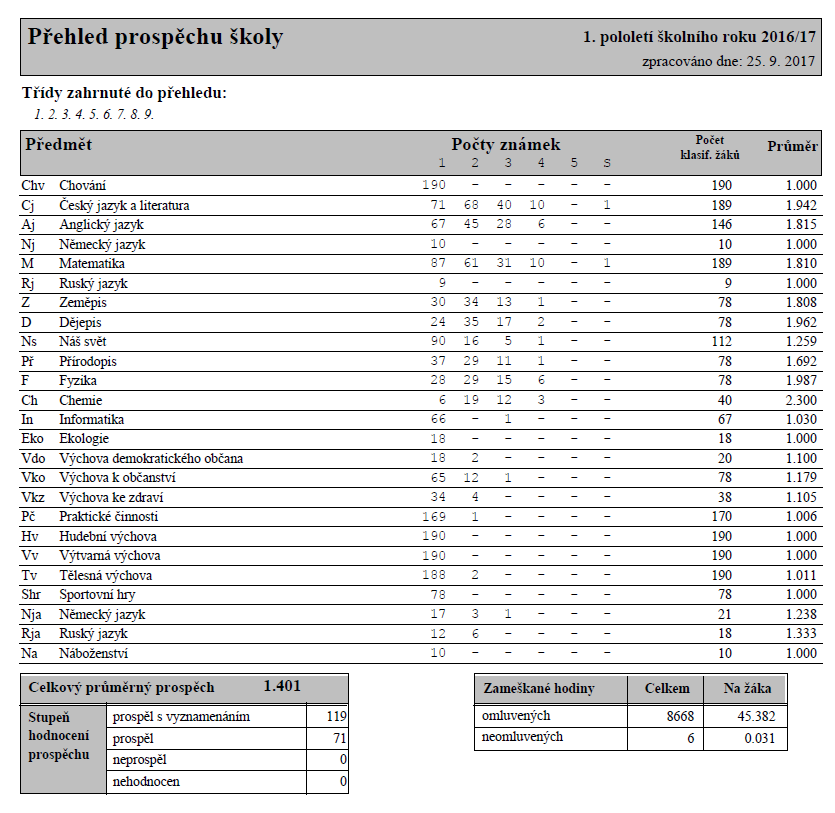 Přehled prospěchu školy 1. pololetí školního roku 2016/17
zpracováno dne: 25. 9. 2017
Třídy zahrnuté do přehledu:
1. 2. 3. 4. 5. 6. 7. 8. 9.
Předmět Počty známek Počet klasif. žáků Průměr
1 2 3 4 5 S
Chv Chování 190 – – – – – 190 1.000
Cj Český jazyk a literatura 71 68 40 10 – 1 189 1.942
Aj Anglický jazyk 67 45 28 6 – – 146 1.815
Nj Německý jazyk 10 – – – – – 10 1.000
M Matematika 87 61 31 10 – 1 189 1.810
Rj Ruský jazyk 9 – – – – – 9 1.000
Z Zeměpis 30 34 13 1 – – 78 1.808
D Dějepis 24 35 17 2 – – 78 1.962
Ns Náš svět 90 16 5 1 – – 112 1.259
Př Přírodopis 37 29 11 1 – – 78 1.692
F Fyzika 28 29 15 6 – – 78 1.987
Ch Chemie 6 19 12 3 – – 40 2.300
In Informatika 66 – 1 – – – 67 1.030
Eko Ekologie 18 – – – – – 18 1.000
Vdo Výchova demokratického občana 18 2 – – – – 20 1.100
Vko Výchova k občanství 65 12 1 – – – 78 1.179
Vkz Výchova ke zdraví 34 4 – – – – 38 1.105
Pč Praktické činnosti 169 1 – – – – 170 1.006
Hv Hudební výchova 190 – – – – – 190 1.000
Vv Výtvarná výchova 190 – – – – – 190 1.000
Tv Tělesná výchova 188 2 – – – – 190 1.011
Shr Sportovní hry 78 – – – – – 78 1.000
Nja Německý jazyk 17 3 1 – – – 21 1.238
Rja Ruský jazyk 12 6 – – – – 18 1.333
Na Náboženství 10 – – – – – 10 1.000
Celkový průměrný prospěch 1.401
Stupeň hodnocení prospěchu
prospěl s vyznamenáním 119
prospěl 71
neprospěl 0
nehodnocen 0
Zameškané hodiny Celkem Na žáka
omluvených 8668 45.382
neomluvených 6 0.031